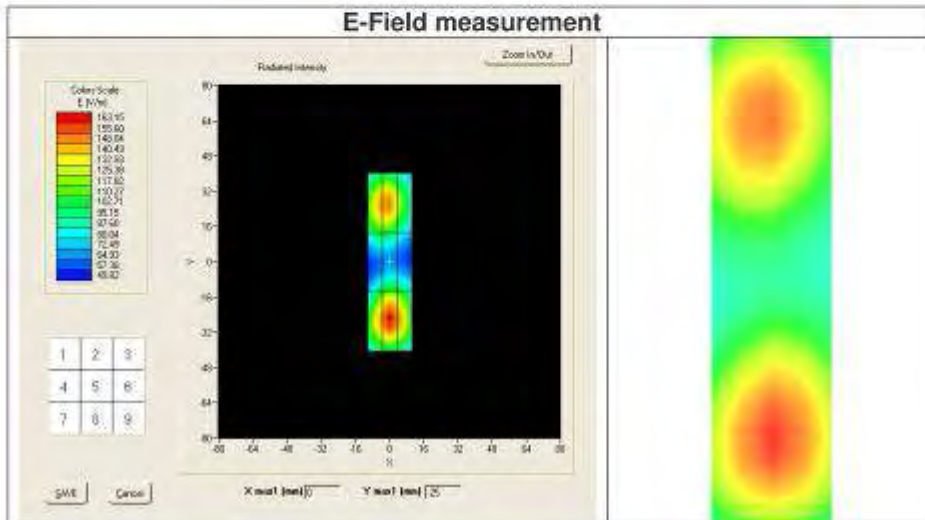 E-Field measurement
Zoom In/Out
Radiated Intensity
Colors Scale
E (V/m)
163.15
155.60
148.04
140.49
132.93
125.38
117.82
110.27
102.71
95.15
87.60
80.04
72.49
64.93
57.38
49.82
80
64
48
32
16
0
16
32
48
64
80
Y
-80 -64 -48 -32 -16 0 16 32 48 64 80
X
1 2 3
4 5 6
7 8 9
SAVE Cancel
X max1 (mm) 0 Y max1 (mm) 25